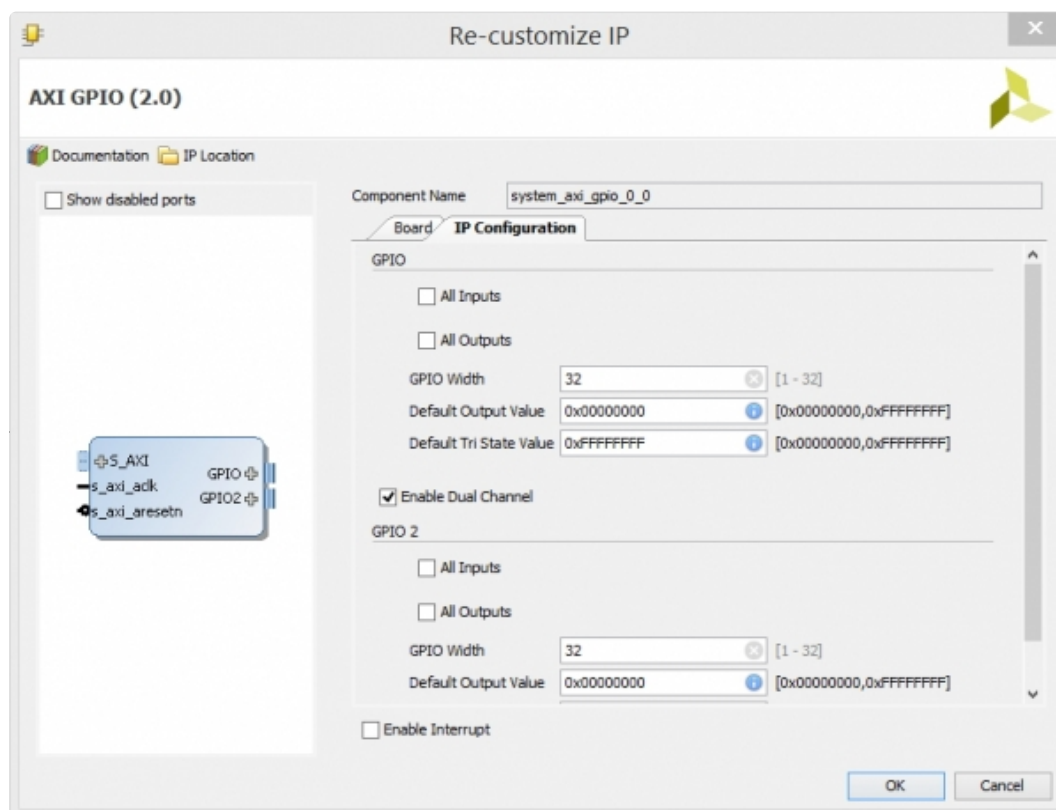 Re-customize IP
AXI GPIO (2.0)
Documentation IP Location
Show disabled ports
S_AXI
s_axi_aclk
s_axi_aresetn
GPIO
GPIO2
Component Name system_axi_gpio_0_0
Board IP Configuration
GPIO
All Inputs
All Outputs
GPIO Width 32 [1 - 32]
Default Output Value 0x00000000 [0x00000000,0xFFFFFFFF]
Default Tri State Value 0xFFFFFFFF [0x00000000,0xFFFFFFFF]
Enable Dual Channel
GPIO 2
All Inputs
All Outputs
GPIO Width 32 [1 - 32]
Default Output Value 0x00000000 [0x00000000,0xFFFFFFFF]
Enable Interrupt
OK Cancel